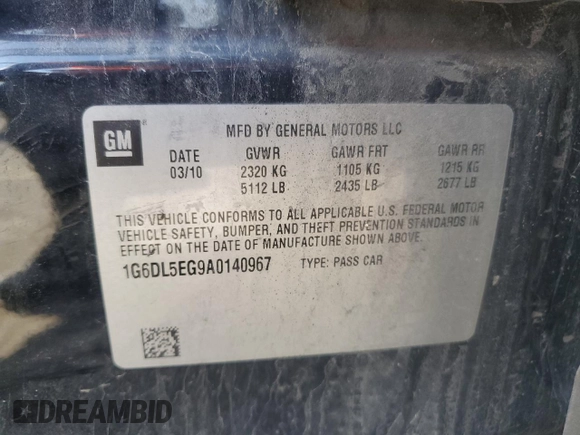 GM
MFD BY GENERAL MOTORS LLC
DATE GVWR GAWR FRT GAWR RR
03/10 2320 KG 1105 KG 1215 KG
5112 LB 2435 LB 2677 LB
THIS VEHICLE CONFORMS TO ALL APPLICABLE U.S. FEDERAL MOTOR
VEHICLE SAFETY, BUMPER, AND THEFT PREVENTION STANDARDS IN
EFFECT ON THE DATE OF MANUFACTURE SHOWN ABOVE.
1G6DL5EG9A0140967 TYPE: PASS CAR
DREAMBID